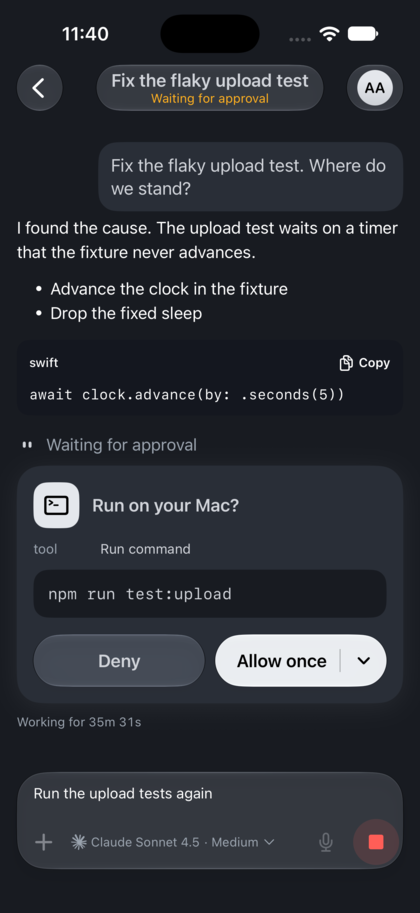 11:40
Fix the flaky upload test
Waiting for approval
AA
Fix the flaky upload test. Where do
we stand?
I found the cause. The upload test waits on a timer
that the fixture never advances.
• Advance the clock in the fixture
• Drop the fixed sleep
swift
Copy
await clock.advance(by: .seconds(5))
Waiting for approval
Run on your Mac?
tool Run command
npm run test:upload
Deny
Allow once
Working for 35m 31s
Run the upload tests again
Claude Sonnet 4.5 · Medium